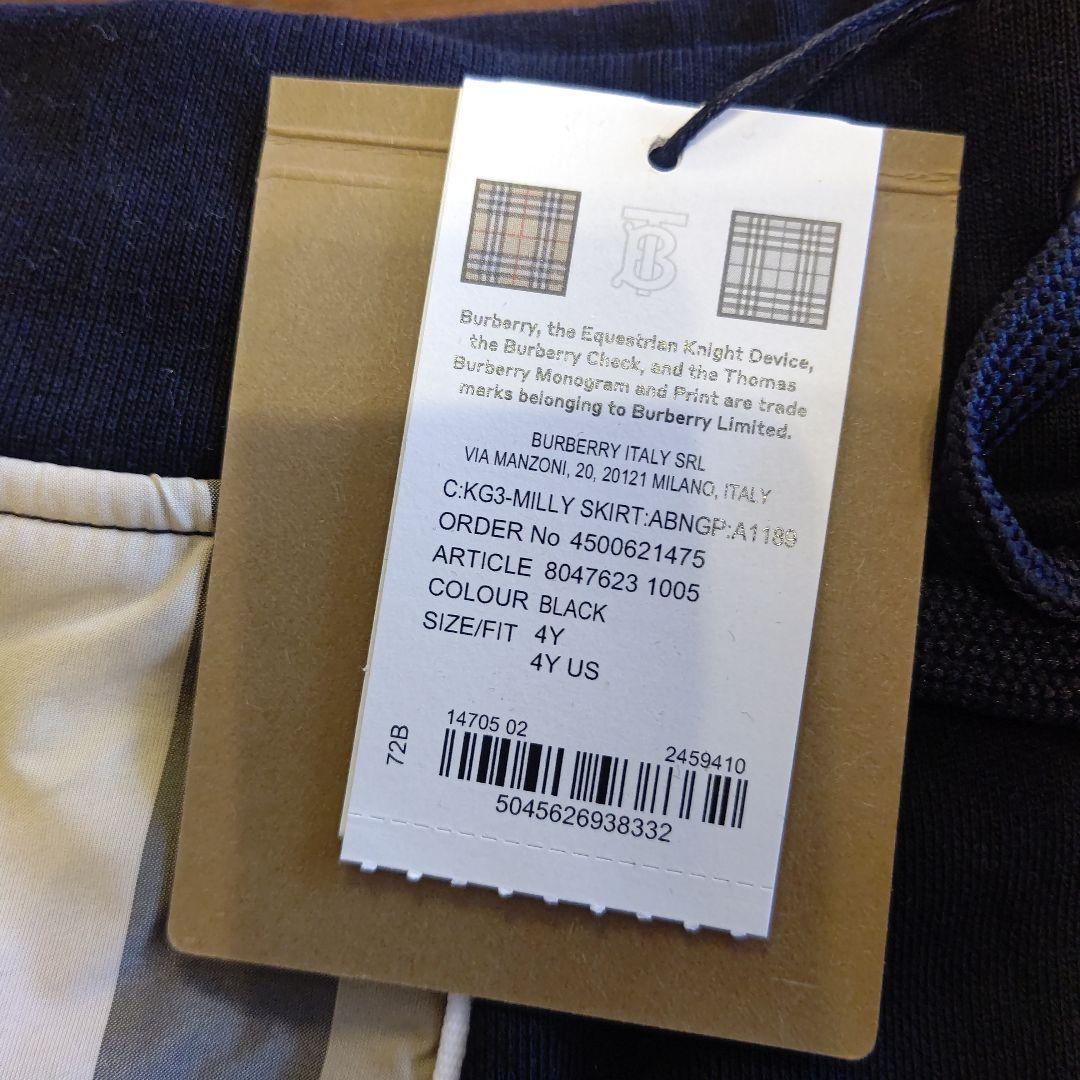 TB
Burberry, the Equestrian Knight Device,
the Burberry Check, and the Thomas
Burberry Monogram and Print are trade
marks belonging to Burberry Limited.
BURBERRY ITALY SRL
VIA MANZONI, 20, 20121 MILANO, ITALY
C:KG3-MILLY SKIRT:ABNGP:A1189
ORDER No 4500621475
ARTICLE 8047623 1005
COLOUR BLACK
SIZE/FIT 4Y
4Y US
72B
14705 02
2459410
5045626938332